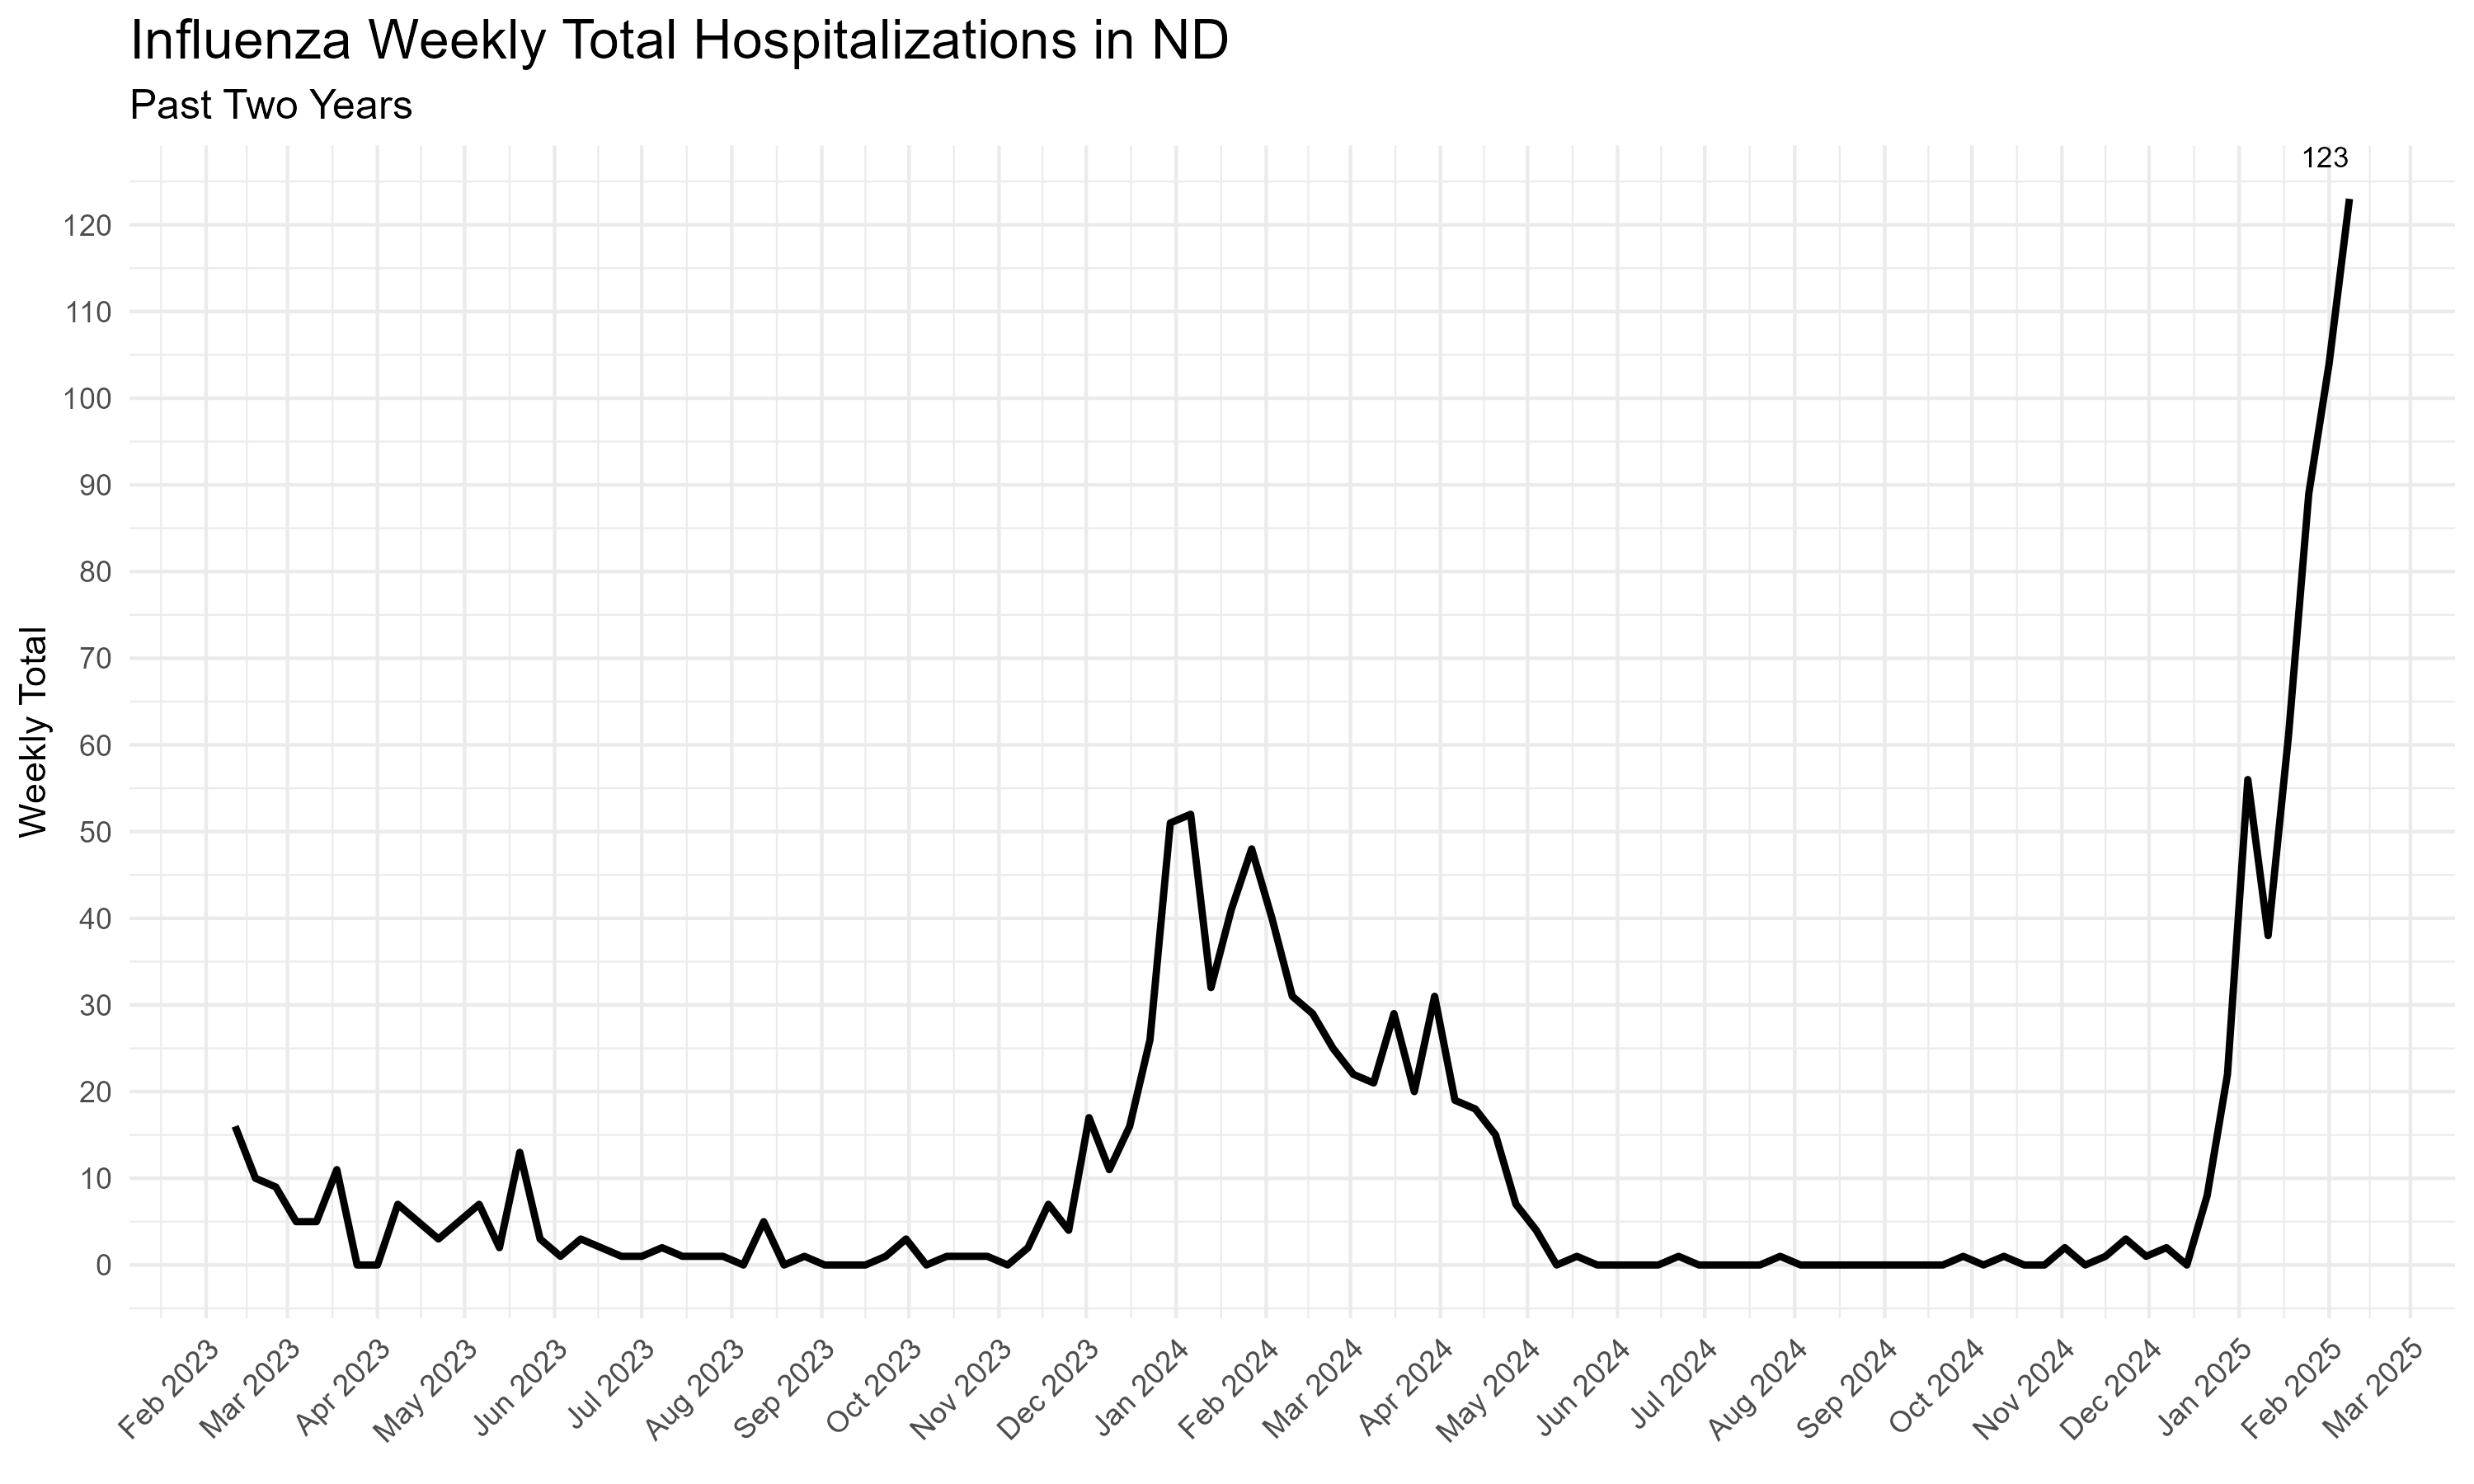 Influenza Weekly Total Hospitalizations in ND
Past Two Years
123
120
110
100
90
80
70
60
50
40
30
20
10
0
Weekly Total
Feb 2023
Mar 2023
Apr 2023
May 2023
Jun 2023
Jul 2023
Aug 2023
Sep 2023
Oct 2023
Nov 2023
Dec 2023
Jan 2024
Feb 2024
Mar 2024
Apr 2024
May 2024
Jun 2024
Jul 2024
Aug 2024
Sep 2024
Oct 2024
Nov 2024
Dec 2024
Jan 2025
Feb 2025
Mar 2025